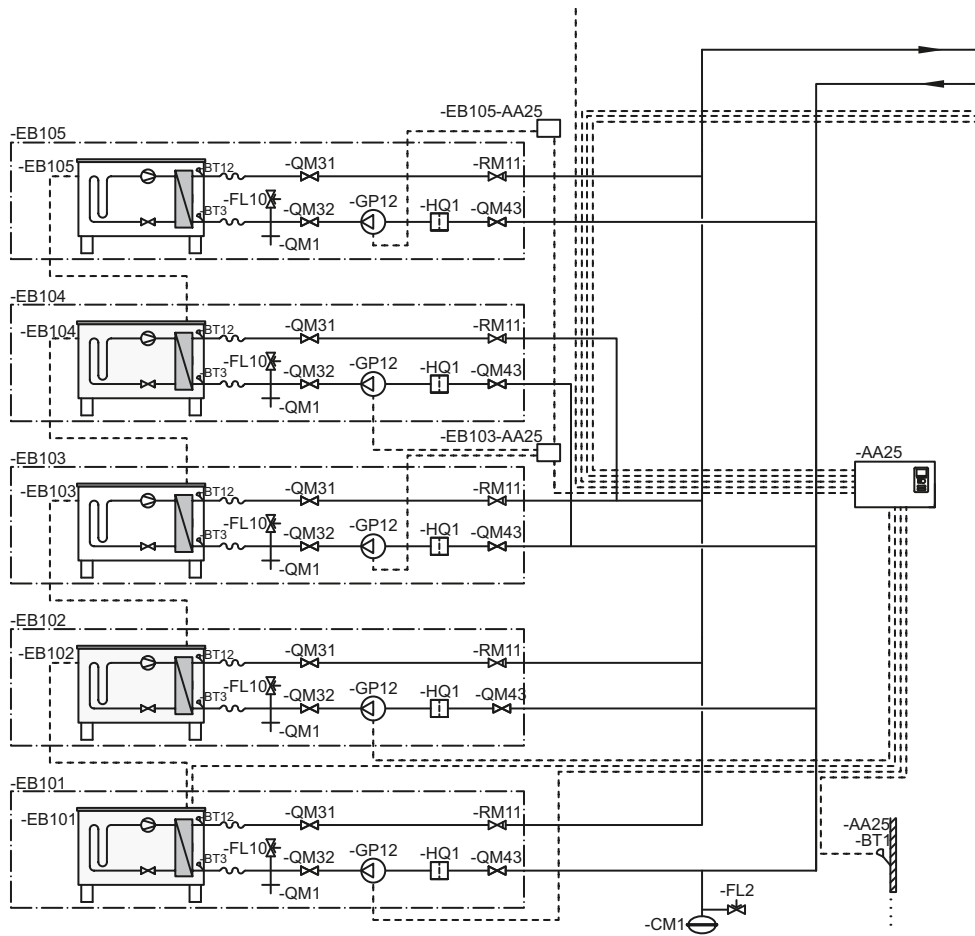 -EB105-AA25
-EB105
-EB105
-BT12
-QM31
-RM11
-FL10
-BT3
-QM32
-GP12
-HQ1
-QM43
-QM1
-EB104
-EB104
-BT12
-QM31
-RM11
-FL10
-BT3
-QM32
-GP12
-HQ1
-QM43
-QM1
-EB103-AA25
-AA25
-EB103
-EB103
-BT12
-QM31
-RM11
-FL10
-BT3
-QM32
-GP12
-HQ1
-QM43
-QM1
-EB102
-EB102
-BT12
-QM31
-RM11
-FL10
-BT3
-QM32
-GP12
-HQ1
-QM43
-QM1
-EB101
-EB101
-BT12
-QM31
-RM11
-FL10
-BT3
-QM32
-GP12
-HQ1
-QM43
-QM1
-AA25
-BT1
-FL2
-CM1